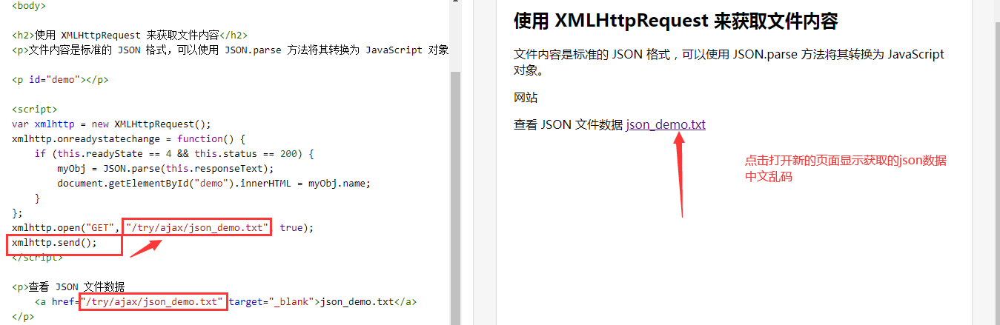 <body>
<h2>使用 XMLHttpRequest 来获取文件内容</h2>
<p>文件内容是标准的 JSON 格式，可以使用 JSON.parse 方法将其转换为 JavaScript 对象
<p id="demo"></p>
<script>
var xmlhttp = new XMLHttpRequest();
xmlhttp.onreadystatechange = function() {
    if (this.readyState == 4 && this.status == 200) {
        myObj = JSON.parse(this.responseText);
        document.getElementById("demo").innerHTML = myObj.name;
    }
};
xmlhttp.open("GET", "/try/ajax/json_demo.txt" true);
xmlhttp.send();
</script>
<p>查看 JSON 文件数据
    <a href="/try/ajax/json_demo.txt" target="_blank">json_demo.txt</a>
</p>
使用 XMLHttpRequest 来获取文件内容
文件内容是标准的 JSON 格式，可以使用 JSON.parse 方法将其转换为 JavaScript
对象。
网站
查看 JSON 文件数据 json_demo.txt
点击打开新的页面显示获取的json数据
中文乱码